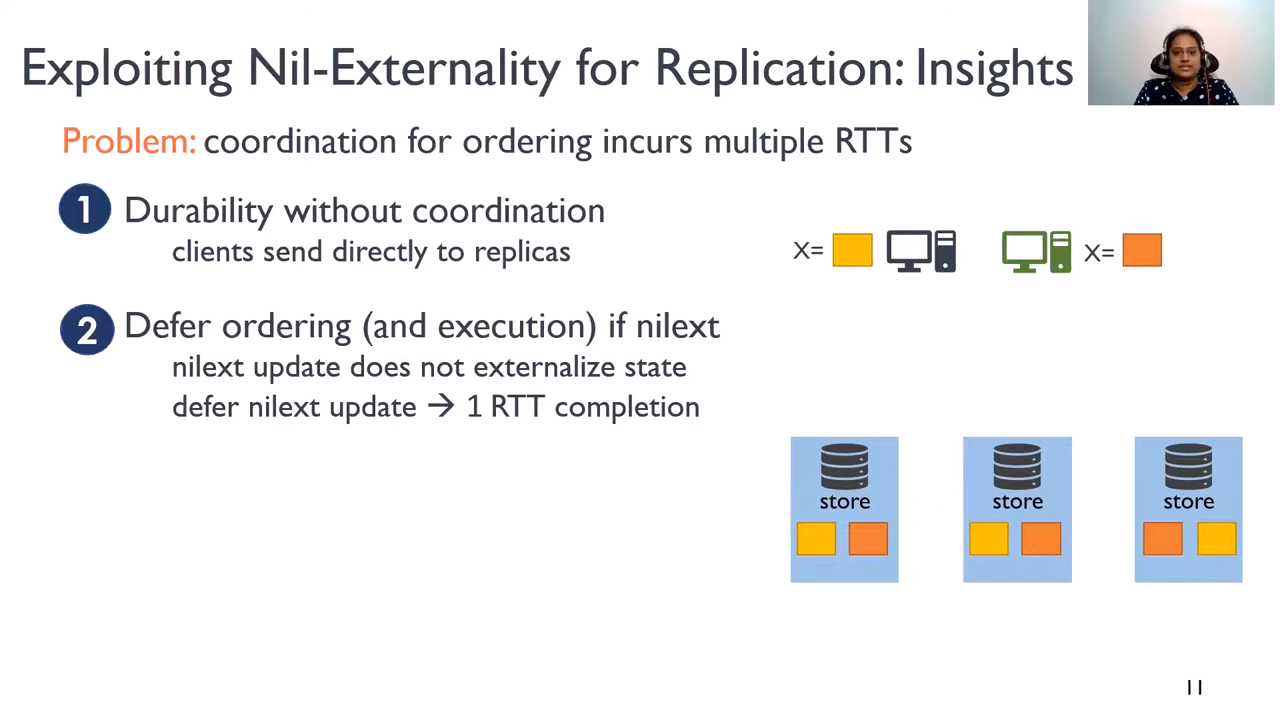 Exploiting Nil-Externality for Replication: Insights
Problem: coordination for ordering incurs multiple RTTs
1 Durability without coordination
clients send directly to replicas
X=
X=
2 Defer ordering (and execution) if nilext
nilext update does not externalize state
defer nilext update → 1 RTT completion
store
store
store
11